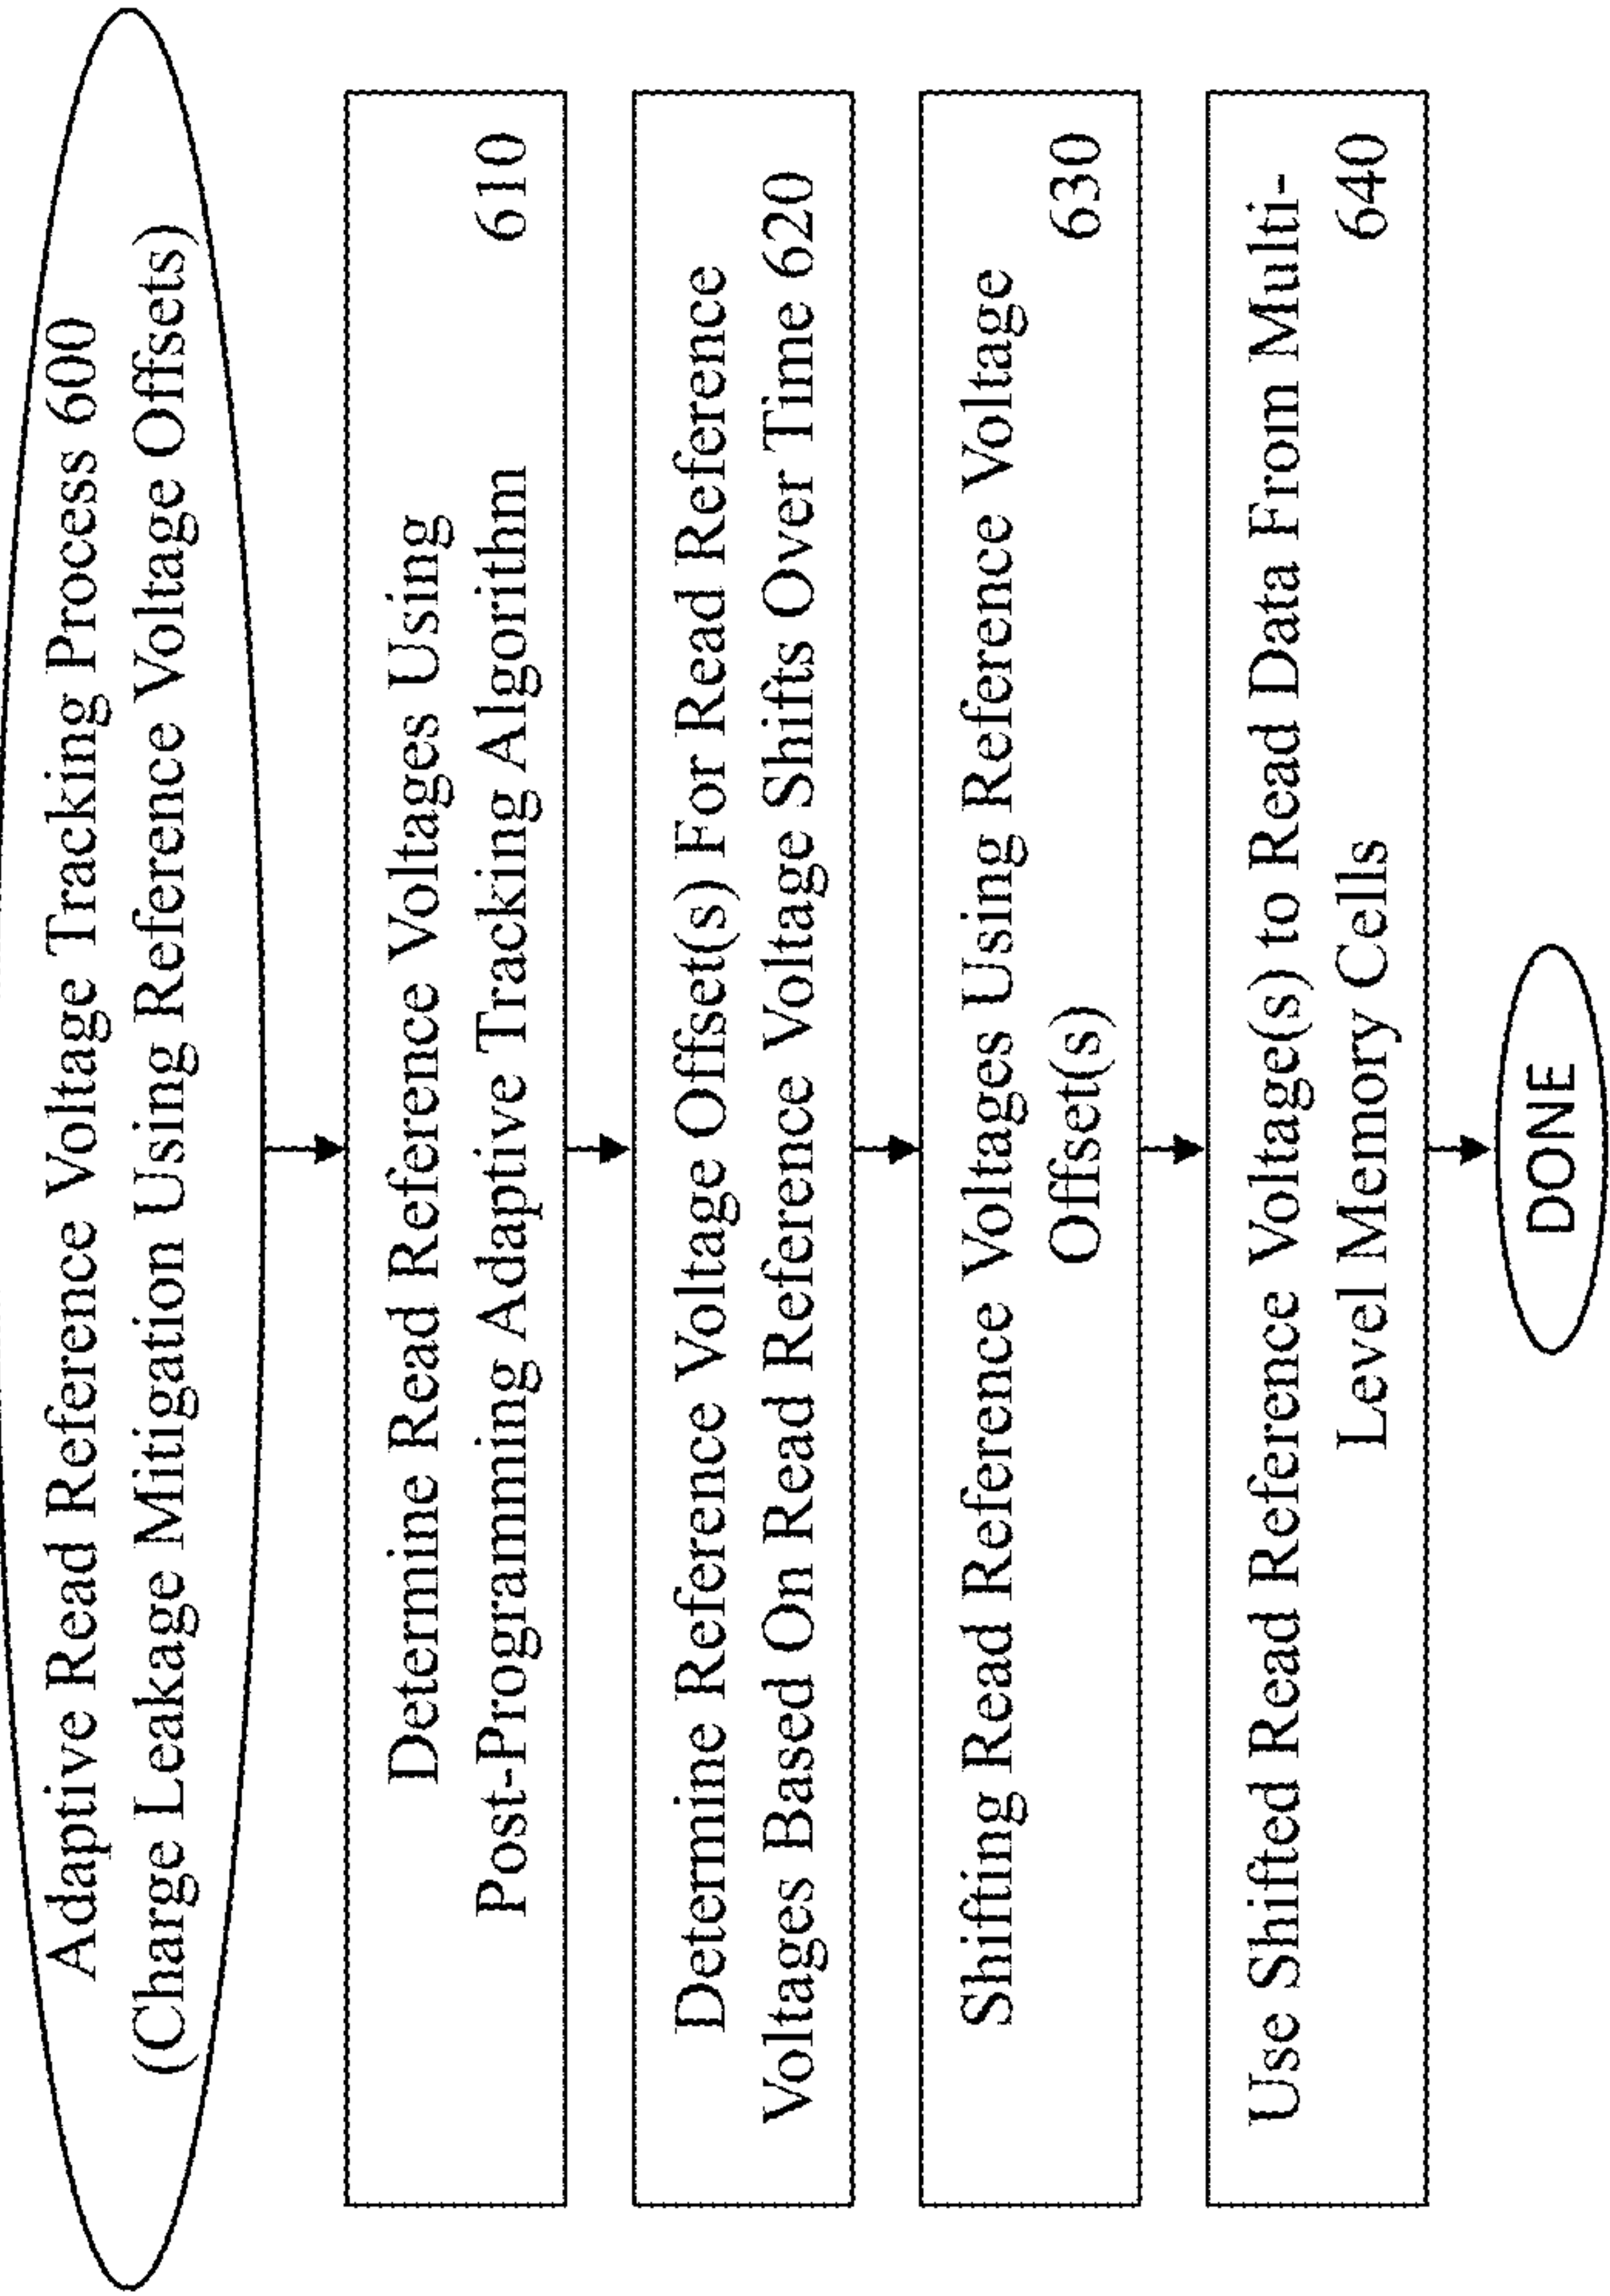 Adaptive Read Reference Voltage Tracking Process 600
(Charge Leakage Mitigation Using Reference Voltage Offsets)
Determine Read Reference Voltages Using
Post-Programming Adaptive Tracking Algorithm 610
Determine Reference Voltage Offset(s) For Read Reference
Voltages Based On Read Reference Voltage Shifts Over Time 620
Shifting Read Reference Voltages Using Reference Voltage
Offset(s) 630
Use Shifted Read Reference Voltage(s) to Read Data From Multi-
Level Memory Cells 640
DONE